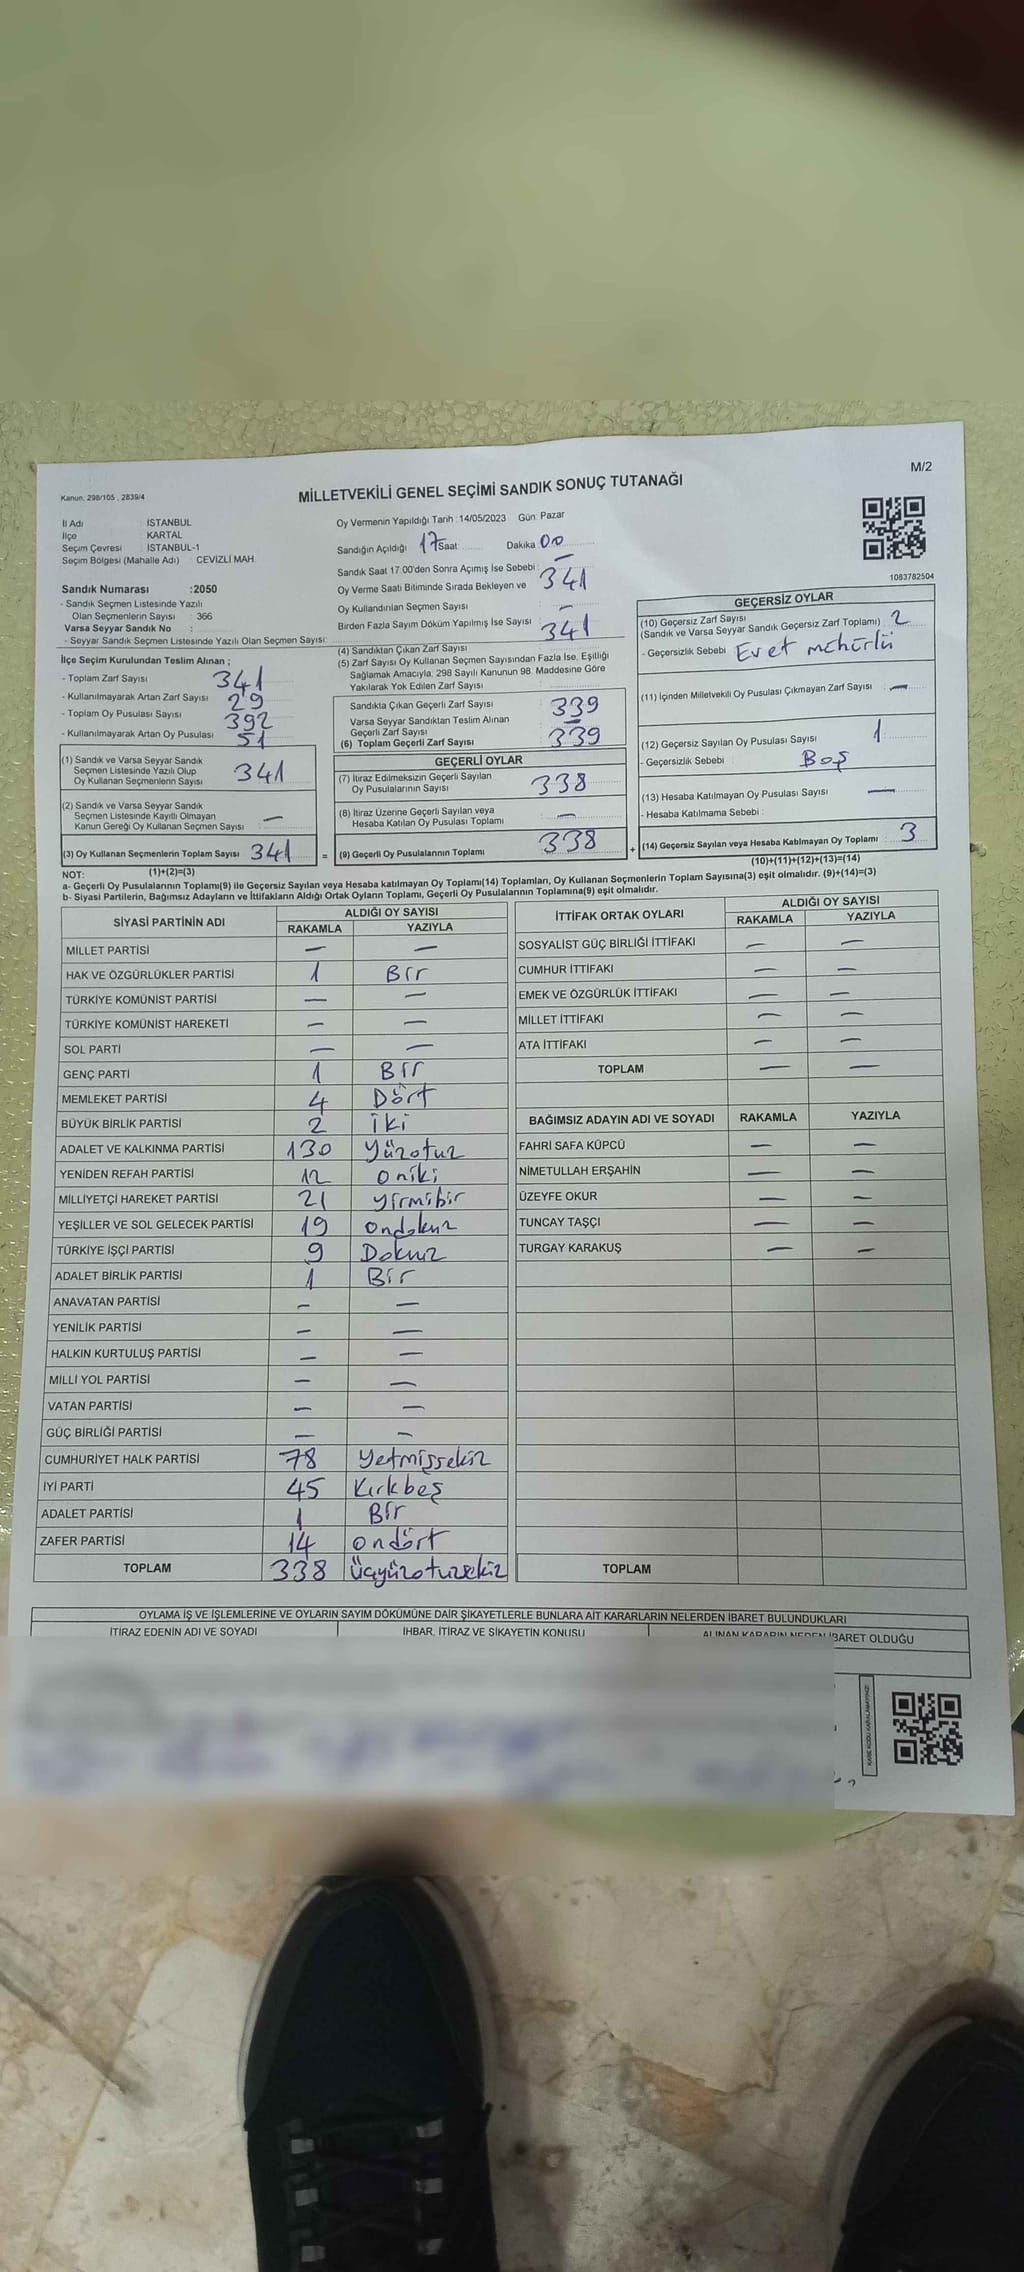 M/2
Kanun. 298/105 , 2839/4
MİLLETVEKİLİ GENEL SEÇİMİ SANDIK SONUÇ TUTANAĞI
İl Adı : İSTANBUL
İlçe : KARTAL
Seçim Çevresi : İSTANBUL-1
Seçim Bölgesi (Mahalle Adı) : CEVİZLİ MAH.
Sandık Numarası :2050
- Sandık Seçmen Listesinde Yazılı
Olan Seçmenlerin Sayısı : 366
Varsa Seyyar Sandık No :
- Seyyar Sandık Seçmen Listesinde Yazılı Olan Seçmen Sayısı:
İlçe Seçim Kurulundan Teslim Alınan ;
- Toplam Zarf Sayısı 341
- Kullanılmayarak Artan Zarf Sayısı 29
- Toplam Oy Pusulası Sayısı 392
- Kullanılmayarak Artan Oy Pusulası 51
(1) Sandık ve Varsa Seyyar Sandık
Seçmen Listesinde Yazılı Olup
Oy Kullanan Seçmenlerin Sayısı 341
(2) Sandık ve Varsa Seyyar Sandık
Seçmen Listesinde Kayıtlı Olmayan
Kanun Gereği Oy Kullanan Seçmen Sayısı : —
(3) Oy Kullanan Seçmenlerin Toplam Sayısı 341 =
Oy Vermenin Yapıldığı Tarih :14/05/2023 Gün: Pazar
Sandığın Açıldığı 17 Saat: Dakika 00
Sandık Saat 17.00'den Sonra Açılmış İse Sebebi : —
Oy Verme Saati Bitiminde Sırada Bekleyen ve 341
Oy Kullandırılan Seçmen Sayısı : —
Birden Fazla Sayım Döküm Yapılmış İse Sayısı 341
(4) Sandıktan Çıkan Zarf Sayısı
(5) Zarf Sayısı Oy Kullanan Seçmen Sayısından Fazla İse, Eşitliği
Sağlamak Amacıyla, 298 Sayılı Kanunun 98. Maddesine Göre
Yakılarak Yok Edilen Zarf Sayısı
Sandıkta Çıkan Geçerli Zarf Sayısı 339
Varsa Seyyar Sandıktan Teslim Alınan
Geçerli Zarf Sayısı —
(6) Toplam Geçerli Zarf Sayısı 339
GEÇERLİ OYLAR
(7) İtiraz Edilmeksizin Geçerli Sayılan
Oy Pusulalarının Sayısı 338
(8) İtiraz Üzerine Geçerli Sayılan veya
Hesaba Katılan Oy Pusulası Toplamı —
(9) Geçerli Oy Pusulalarının Toplamı 338 +
1083782504
GEÇERSİZ OYLAR
(10) Geçersiz Zarf Sayısı
(Sandık ve Varsa Seyyar Sandık Geçersiz Zarf Toplamı) : 2
- Geçersizlik Sebebi Evet mühürlü
(11) İçinden Milletvekili Oy Pusulası Çıkmayan Zarf Sayısı : —
(12) Geçersiz Sayılan Oy Pusulası Sayısı 1
- Geçersizlik Sebebi : Boş
(13) Hesaba Katılmayan Oy Pusulası Sayısı —
- Hesaba Katılmama Sebebi :
(14) Geçersiz Sayılan veya Hesaba Katılmayan Oy Toplamı : 3
NOT: (1)+(2)=(3) (10)+(11)+(12)+(13)=(14)
a- Geçerli Oy Pusulalarının Toplamı(9) ile Geçersiz Sayılan veya Hesaba katılmayan Oy Toplamı(14) Toplamları, Oy Kullanan Seçmenlerin Toplam Sayısına(3) eşit olmalıdır. (9)+(14)=(3)
b- Siyasi Partilerin, Bağımsız Adayların ve İttifakların Aldığı Ortak Oyların Toplamı, Geçerli Oy Pusulalarının Toplamına(9) eşit olmalıdır.
SİYASİ PARTİNİN ADI ALDIĞI OY SAYISI
RAKAMLA YAZIYLA
MİLLET PARTİSİ — —
HAK VE ÖZGÜRLÜKLER PARTİSİ 1 Bir
TÜRKİYE KOMÜNİST PARTİSİ — —
TÜRKİYE KOMÜNİST HAREKETİ — —
SOL PARTİ — —
GENÇ PARTİ 1 Bir
MEMLEKET PARTİSİ 4 Dört
BÜYÜK BİRLİK PARTİSİ 2 iki
ADALET VE KALKINMA PARTİSİ 130 Yüzotuz
YENİDEN REFAH PARTİSİ 12 oniki
MİLLİYETÇİ HAREKET PARTİSİ 21 yirmibir
YEŞİLLER VE SOL GELECEK PARTİSİ 19 ondokuz
TÜRKİYE İŞÇİ PARTİSİ 9 Dokuz
ADALET BİRLİK PARTİSİ 1 Bir
ANAVATAN PARTİSİ — —
YENİLİK PARTİSİ — —
HALKIN KURTULUŞ PARTİSİ — —
MİLLİ YOL PARTİSİ — —
VATAN PARTİSİ — —
GÜÇ BİRLİĞİ PARTİSİ — —
CUMHURİYET HALK PARTİSİ 78 yetmişsekiz
İYİ PARTİ 45 Kırkbeş
ADALET PARTİSİ 1 Bir
ZAFER PARTİSİ 14 ondört
TOPLAM 338 üçyüzotuzsekiz
İTTİFAK ORTAK OYLARI ALDIĞI OY SAYISI
RAKAMLA YAZIYLA
SOSYALİST GÜÇ BİRLİĞİ İTTİFAKI — —
CUMHUR İTTİFAKI — —
EMEK VE ÖZGÜRLÜK İTTİFAKI — —
MİLLET İTTİFAKI — —
ATA İTTİFAKI — —
TOPLAM — —
BAĞIMSIZ ADAYIN ADI VE SOYADI RAKAMLA YAZIYLA
FAHRİ SAFA KÜPCÜ — —
NİMETULLAH ERŞAHİN — —
ÜZEYFE OKUR — —
TUNCAY TAŞÇI — —
TURGAY KARAKUŞ — —
TOPLAM
OYLAMA İŞ VE İŞLEMLERİNE VE OYLARIN SAYIM DÖKÜMÜNE DAİR ŞİKAYETLERLE BUNLARA AİT KARARLARIN NELERDEN İBARET BULUNDUKLARI
İTİRAZ EDENİN ADI VE SOYADI İHBAR, İTİRAZ VE ŞİKAYETİN KONUSU ALINAN KARARIN NEDEN İBARET OLDUĞU